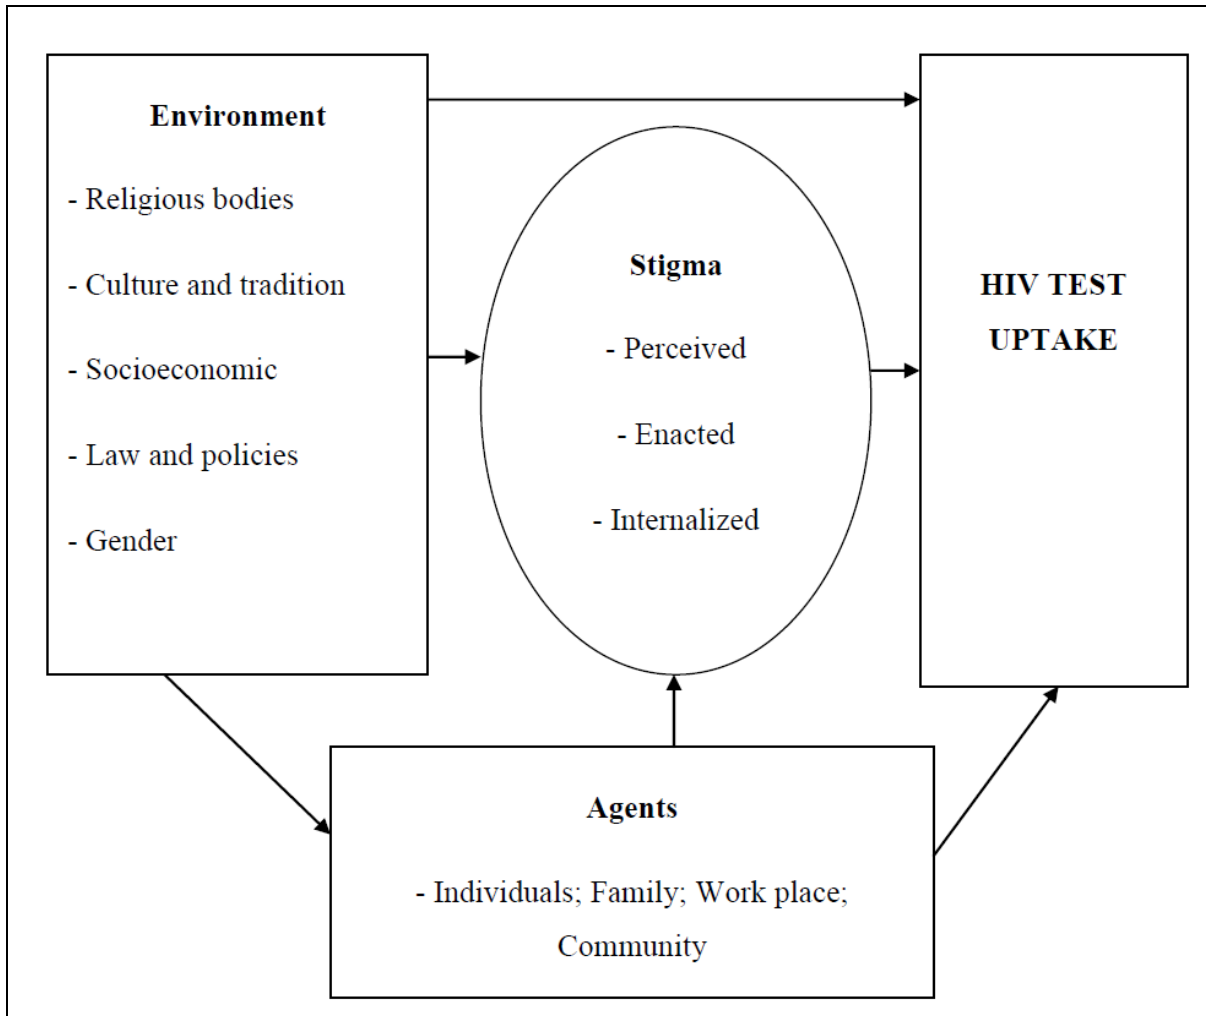 Environment
- Religious bodies
- Culture and tradition
- Socioeconomic
- Law and policies
- Gender
Stigma
- Perceived
- Enacted
- Internalized
HIV TEST
UPTAKE
Agents
- Individuals; Family; Work place;
Community